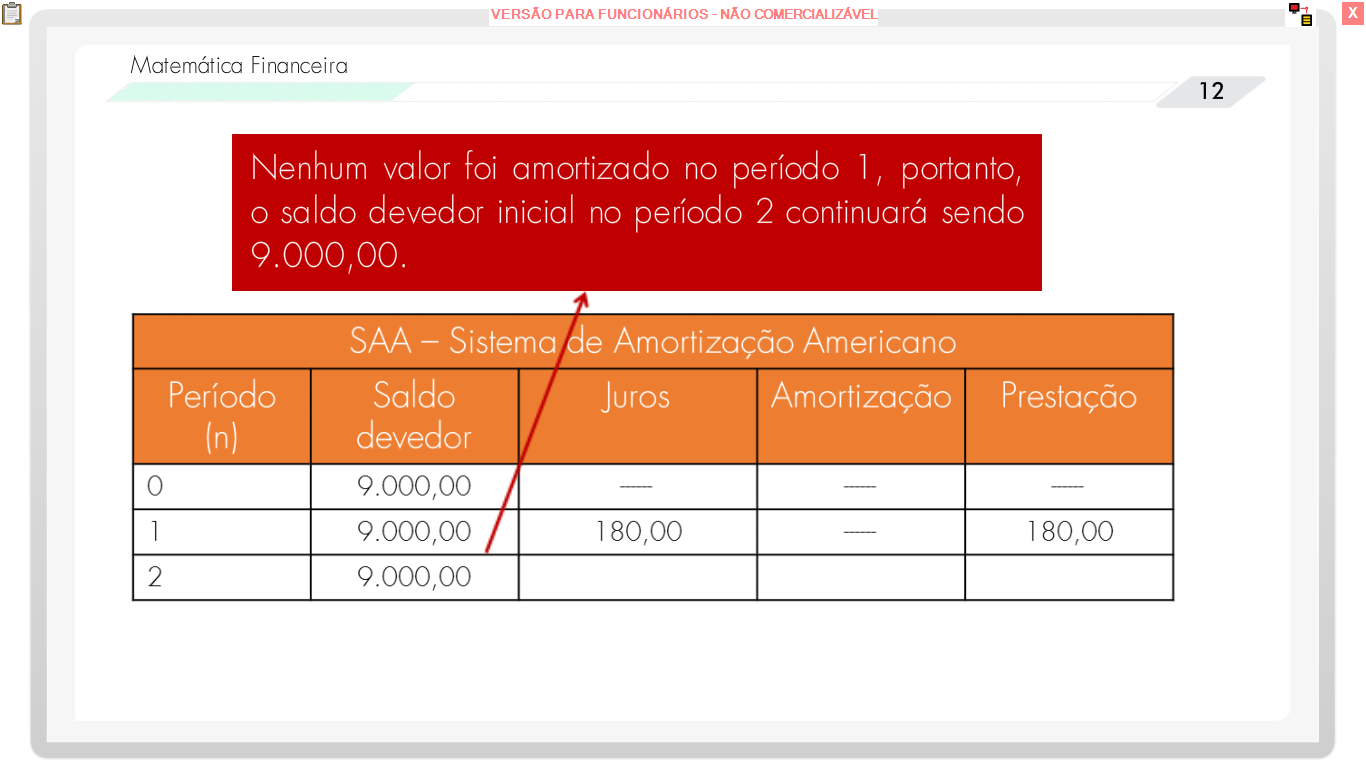 VERSÃO PARA FUNCIONÁRIOS - NÃO COMERCIALIZÁVEL
X
Matemática Financeira
12
Nenhum valor foi amortizado no período 1, portanto,
o saldo devedor inicial no período 2 continuará sendo
9.000,00.
SAA – Sistema de Amortização Americano
Período (n) Saldo devedor Juros Amortização Prestação
0 9.000,00 ------ ------ ------
1 9.000,00 180,00 ------ 180,00
2 9.000,00